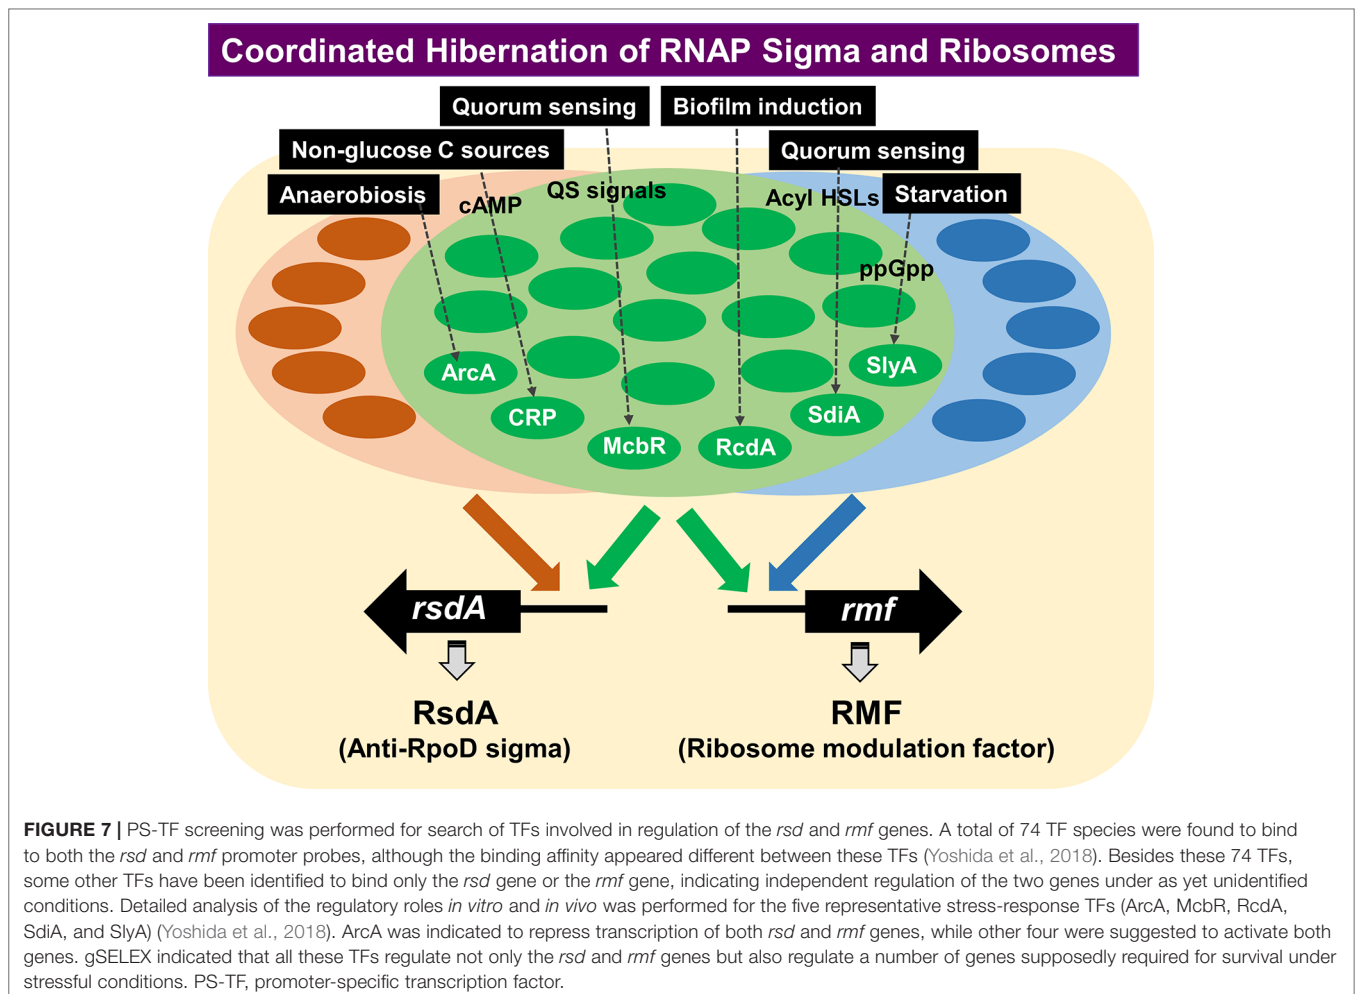 Coordinated Hibernation of RNAP Sigma and Ribosomes
Quorum sensing
Biofilm induction
Non-glucose C sources
Quorum sensing
Anaerobiosis
Starvation
cAMP
QS signals
Acyl HSLs
ppGpp
ArcA
CRP
McbR
RcdA
SdiA
SlyA
rsdA
rmf
RsdA
(Anti-RpoD sigma)
RMF
(Ribosome modulation factor)
FIGURE 7 | PS-TF screening was performed for search of TFs involved in regulation of the rsd and rmf genes. A total of 74 TF species were found to bind
to both the rsd and rmf promoter probes, although the binding affinity appeared different between these TFs (Yoshida et al., 2018). Besides these 74 TFs,
some other TFs have been identified to bind only the rsd gene or the rmf gene, indicating independent regulation of the two genes under as yet unidentified
conditions. Detailed analysis of the regulatory roles in vitro and in vivo was performed for the five representative stress-response TFs (ArcA, McbR, RcdA,
SdiA, and SlyA) (Yoshida et al., 2018). ArcA was indicated to repress transcription of both rsd and rmf genes, while other four were suggested to activate both
genes. gSELEX indicated that all these TFs regulate not only the rsd and rmf genes but also regulate a number of genes supposedly required for survival under
stressful conditions. PS-TF, promoter-specific transcription factor.